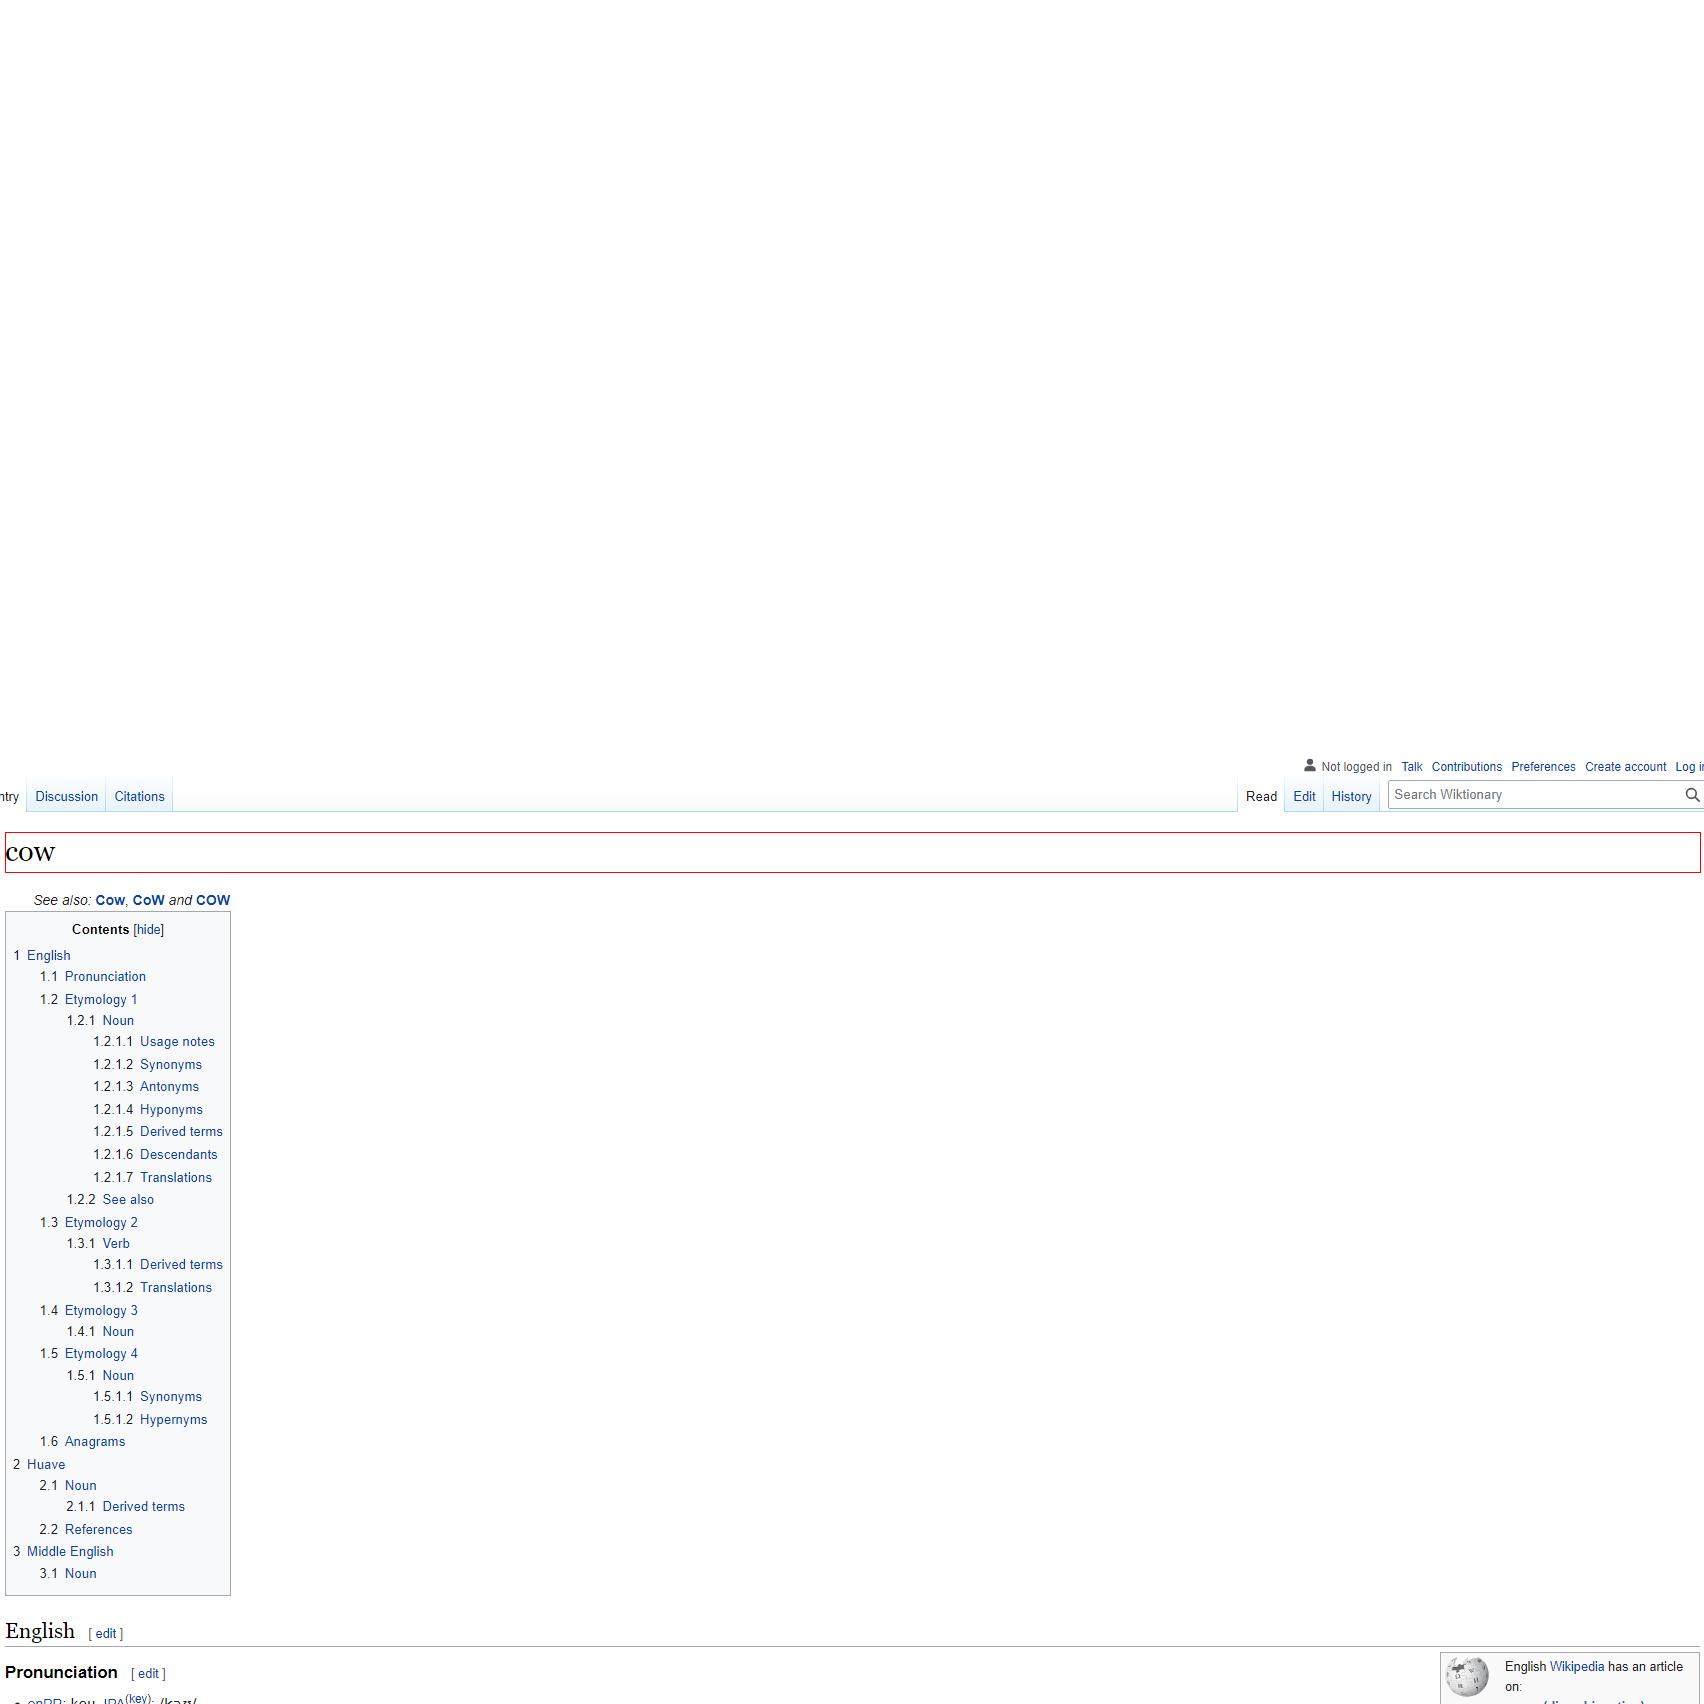 Not logged in Talk Contributions Preferences Create account Log in
ntry Discussion Citations Read Edit History Search Wiktionary
cow
See also: Cow, CoW and COW
Contents [hide]
1 English
1.1 Pronunciation
1.2 Etymology 1
1.2.1 Noun
1.2.1.1 Usage notes
1.2.1.2 Synonyms
1.2.1.3 Antonyms
1.2.1.4 Hyponyms
1.2.1.5 Derived terms
1.2.1.6 Descendants
1.2.1.7 Translations
1.2.2 See also
1.3 Etymology 2
1.3.1 Verb
1.3.1.1 Derived terms
1.3.1.2 Translations
1.4 Etymology 3
1.4.1 Noun
1.5 Etymology 4
1.5.1 Noun
1.5.1.1 Synonyms
1.5.1.2 Hypernyms
1.6 Anagrams
2 Huave
2.1 Noun
2.1.1 Derived terms
2.2 References
3 Middle English
3.1 Noun
English [ edit ]
Pronunciation [ edit ]
English Wikipedia has an article
on:
enPR: kou, IPA(key): /kaʊ/